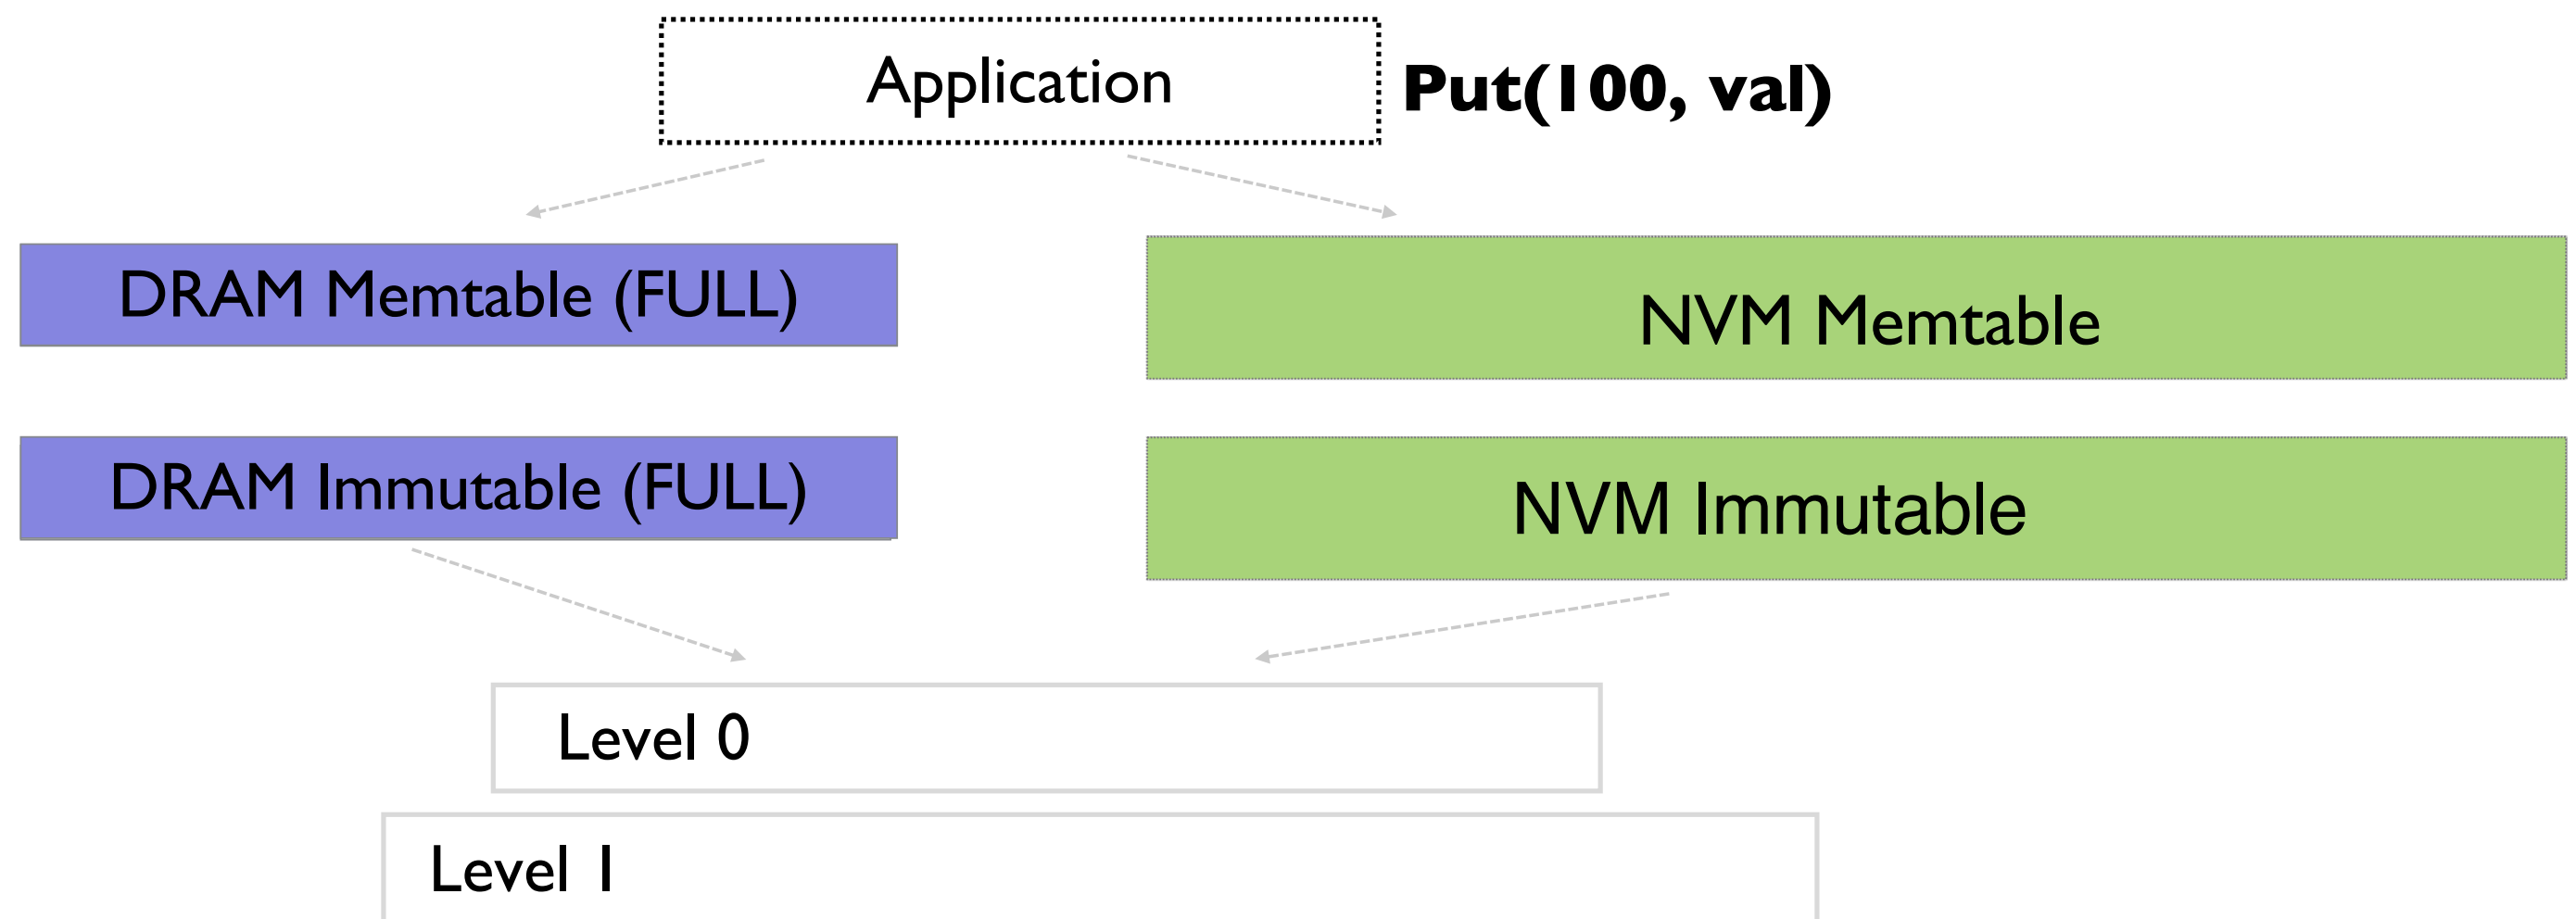 Application
Put(100, val)
DRAM Memtable (FULL)
NVM Memtable
DRAM Immutable (FULL)
NVM Immutable
Level 0
Level 1